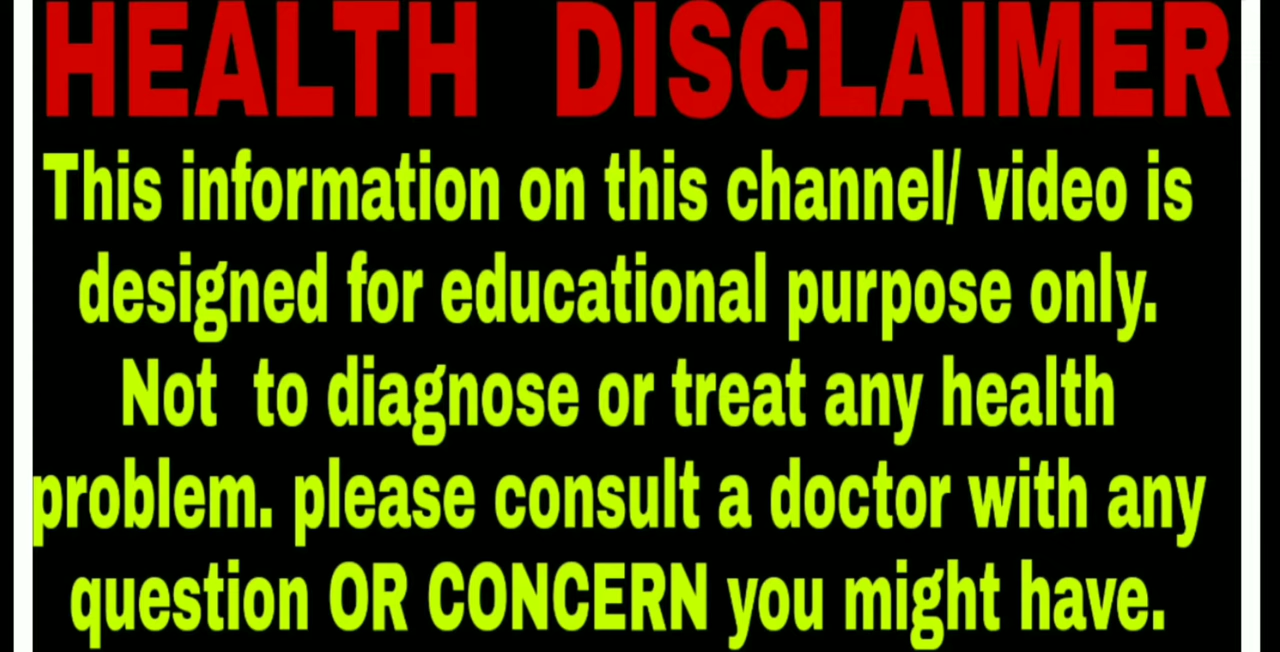 HEALTH DISCLAIMER
This information on this channel/ video is
designed for educational purpose only.
Not to diagnose or treat any health
problem. please consult a doctor with any
question OR CONCERN you might have.